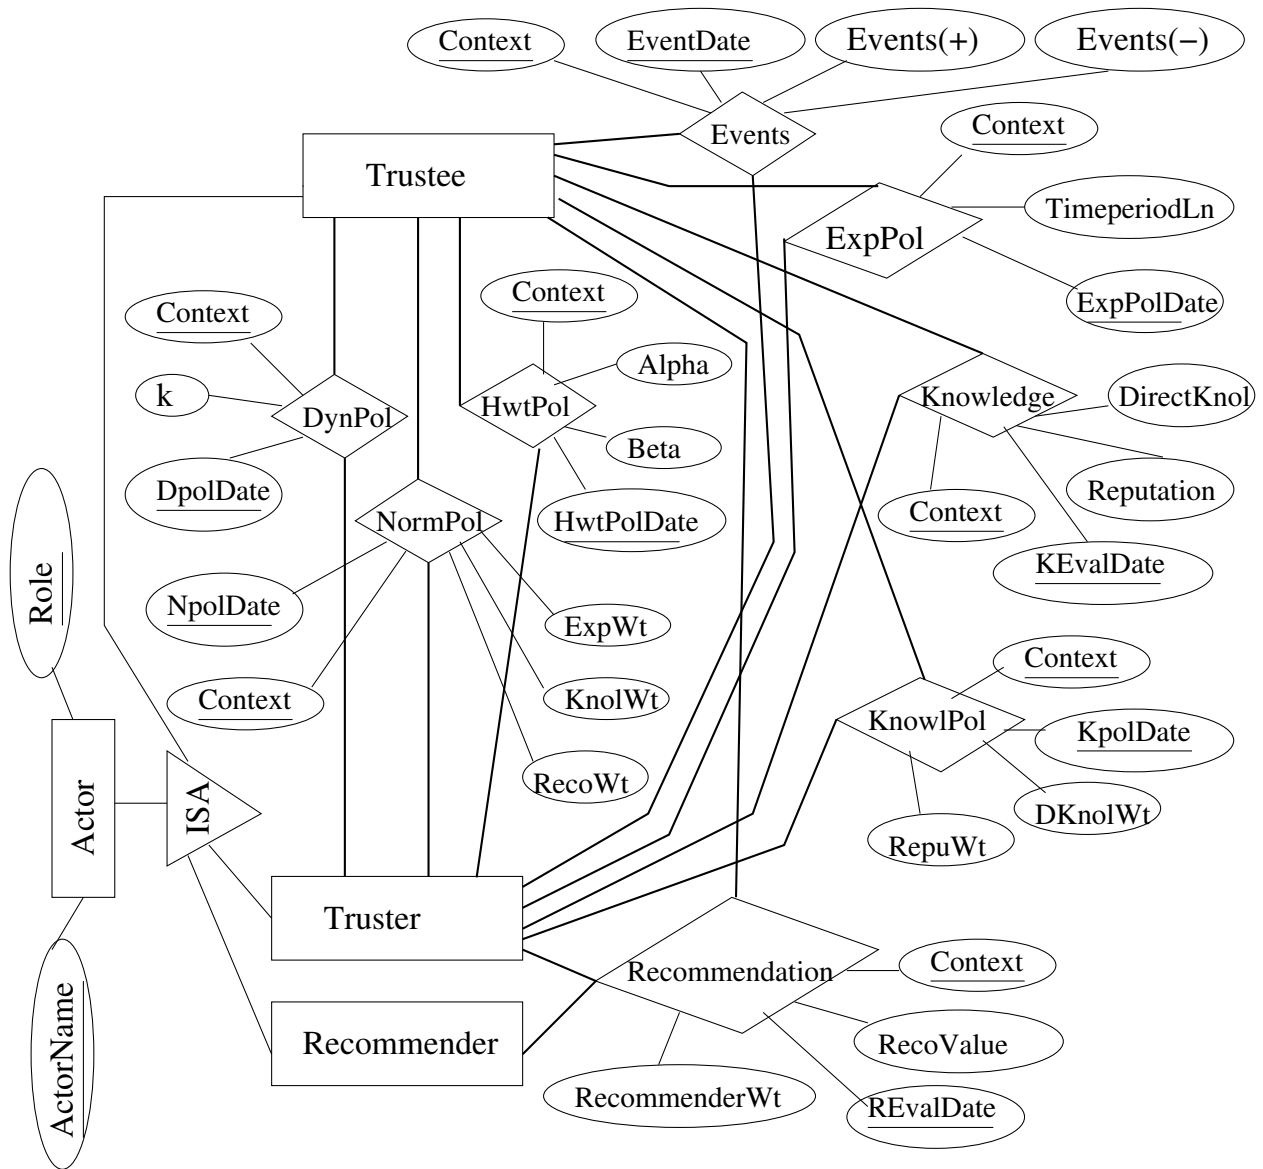 Context
EventDate
Events(+)
Events(−)
Events
Context
Trustee
TimeperiodLn
ExpPol
ExpPolDate
Context
Context
Alpha
k
DynPol
HwtPol
Knowledge
DirectKnol
Beta
DpolDate
NormPol
HwtPolDate
Context
Reputation
KEvalDate
Role
NpolDate
ExpWt
Context
KnolWt
Context
KnowlPol
KpolDate
RecoWt
DKnolWt
RepuWt
Actor
ISA
Truster
Recommendation
Context
Recommender
RecoValue
RecommenderWt
REvalDate
ActorName